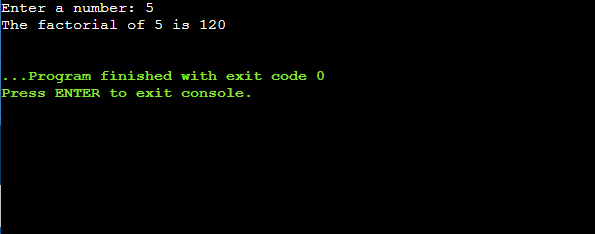 Enter a number: 5
The factorial of 5 is 120
...Program finished with exit code 0
Press ENTER to exit console.